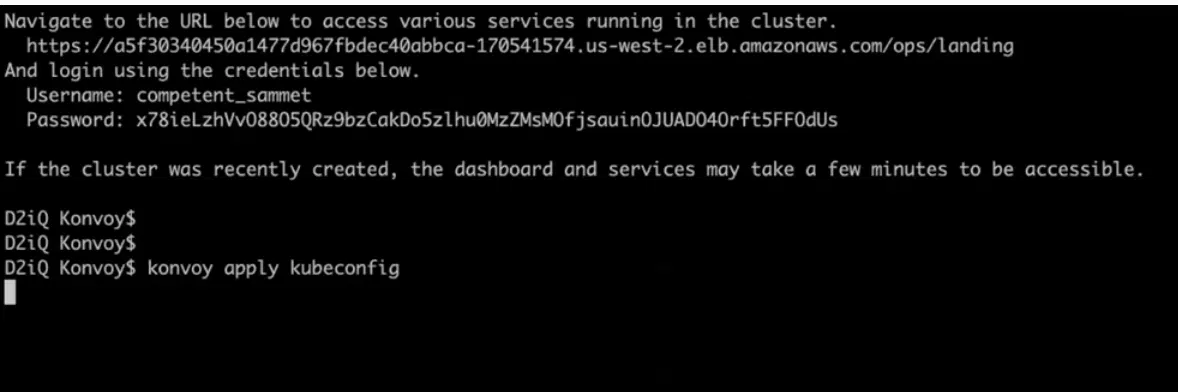 Navigate to the URL below to access various services running in the cluster.
https://a5f30340450a1477d967fbdec40abbca-170541574.us-west-2.elb.amazonaws.com/ops/landing
And login using the credentials below.
Username: competent_sammet
Password: x78ieLzhVvO88O5QRz9bzCakDo5zlhu0MzZMsMOfjsauinOJUADO4Orft5FFOdUs
If the cluster was recently created, the dashboard and services may take a few minutes to be accessible.
D2iQ Konvoy$
D2iQ Konvoy$
D2iQ Konvoy$ konvoy apply kubeconfig